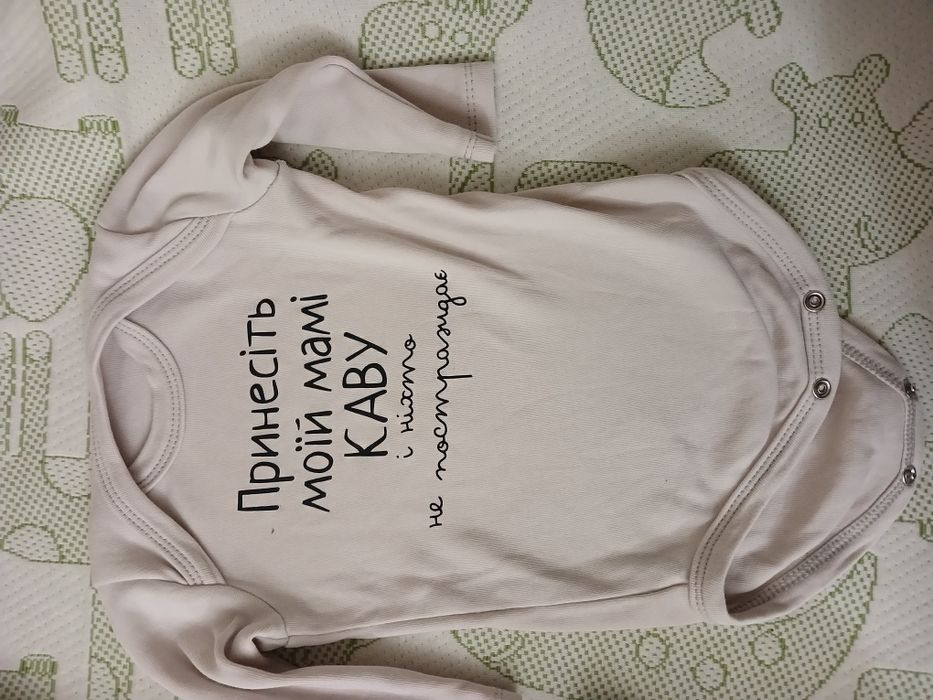 Принесіть
моїй мамі
КАВУ
і ніхто
не постраждає